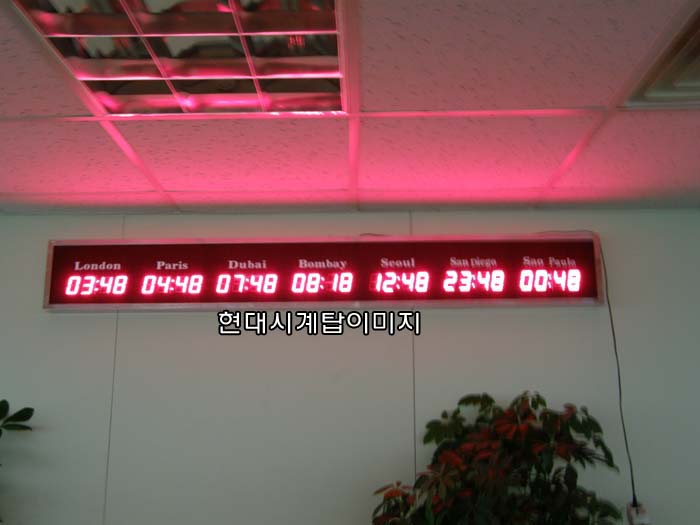 London Paris Dubai Bombay Seoul San Diego Sao Paulo
03:48 04:48 07:48 08:18 12:48 23:48 00:48
현대시계탑이미지